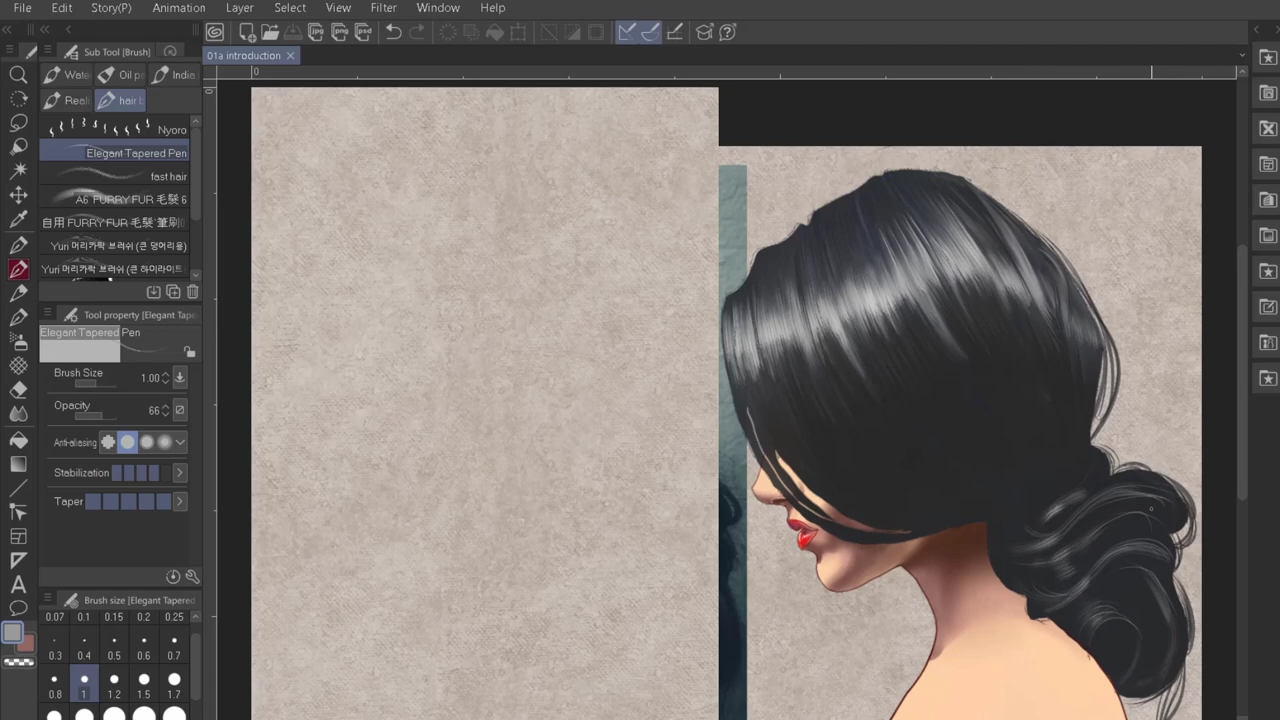 File Edit Story(P) Animation Layer Select View Filter Window Help
Sub Tool [Brush]
01a introduction
0
0
Wate Oil p India
Reali hair b
Nyoro
Elegant Tapered Pen
fast hair
A6 FURRY FUR 毛髮 6
自用 FURRY FUR 毛髮 筆刷
Yuri 머리카락 브러쉬 (큰 덩어리용)
Yuri 머리카락 브러쉬 (큰 하이라이트
Tool property [Elegant Tape
Elegant Tapered Pen
Brush Size 1.00
Opacity 66
Anti-aliasing
Stabilization
Taper
Brush size [Elegant Tapered
0.07 0.1 0.15 0.2 0.25
0.3 0.4 0.5 0.6 0.7
0.8 1 1.2 1.5 1.7